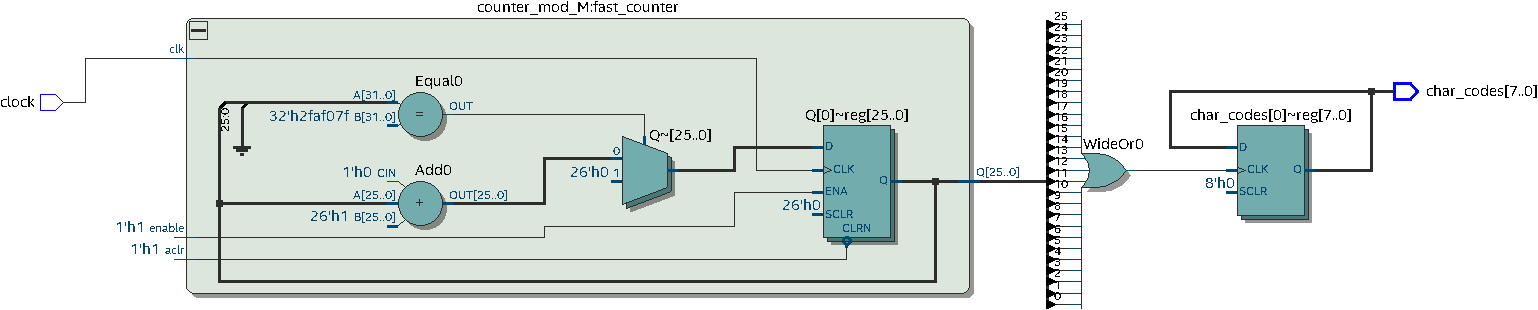 counter_mod_M:fast_counter
clk
clock
Equal0
A[31..0]
OUT
32'h2faf07f B[31..0]
25:0
Q~[25..0]
0
26'h0
1
Add0
1'h0 CIN
A[25..0]
OUT[25..0]
26'h1 B[25..0]
1'h1 enable
1'h1 aclr
Q[0]~reg[25..0]
D
CLK
ENA
Q
26'h0
SCLR
CLRN
Q[25..0]
25
24
23
22
21
20
19
18
17
16
15
14
13
12
11
10
9
8
7
6
5
4
3
2
1
0
WideOr0
char_codes[0]~reg[7..0]
D
CLK
Q
8'h0
SCLR
char_codes[7..0]